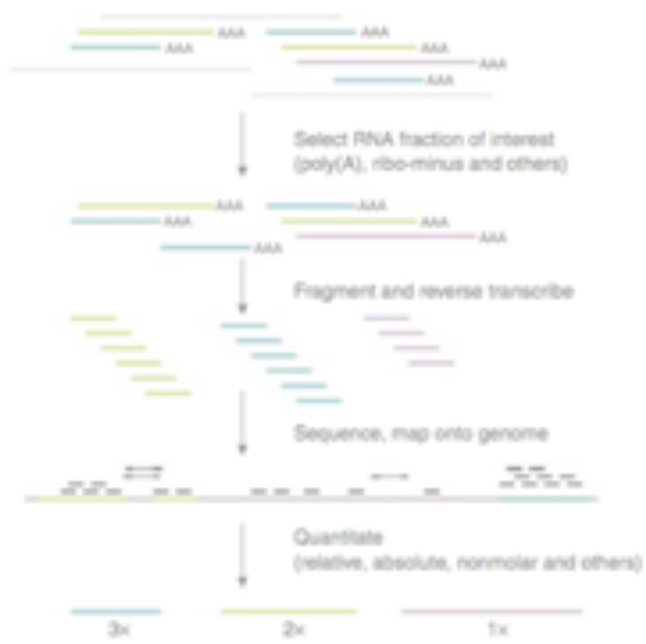 AAA AAA
AAA AAA
AAA
AAA
Select RNA fraction of interest
(poly(A), ribo-minus and others)
AAA AAA
AAA AAA
AAA
AAA
Fragment and reverse transcribe
Sequence, map onto genome
Quantitate
(relative, absolute, nonmolar and others)
3× 2× 1×